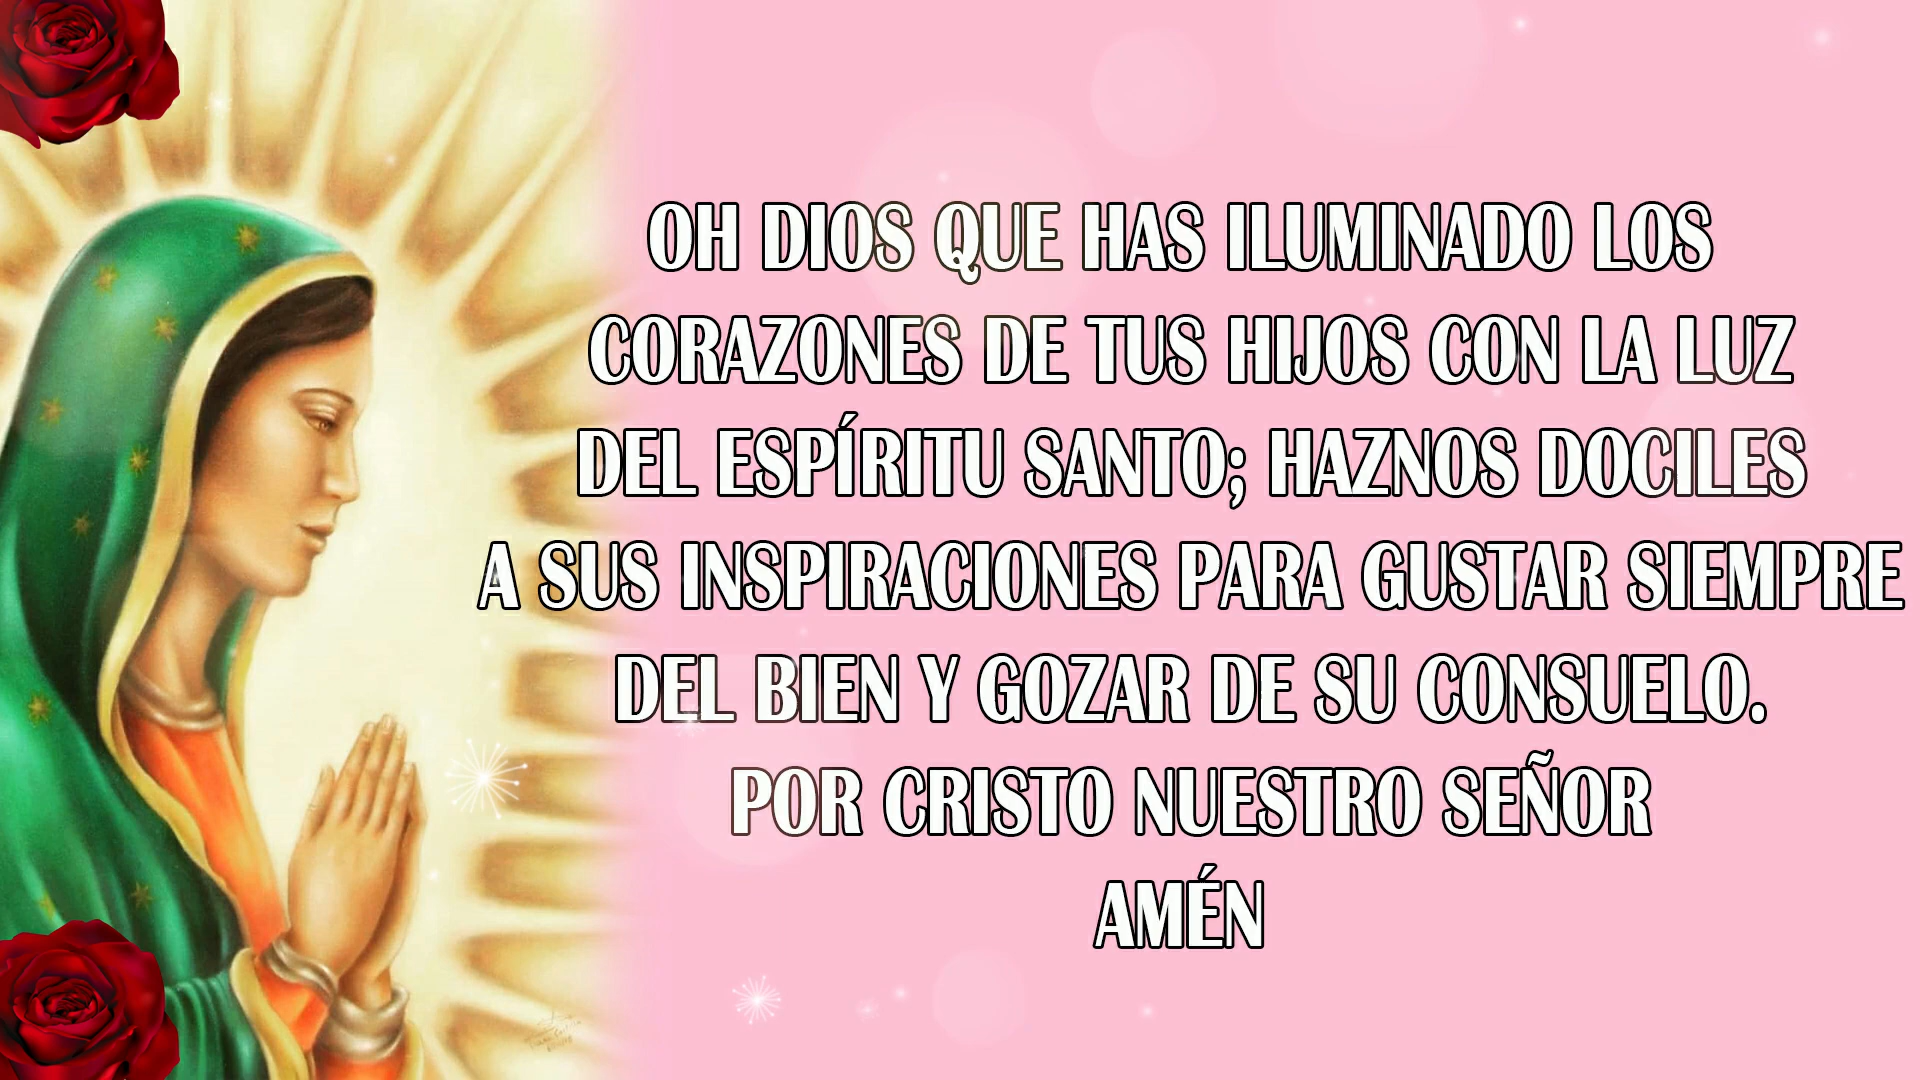 OH DIOS QUE HAS ILUMINADO LOS
CORAZONES DE TUS HIJOS CON LA LUZ
DEL ESPÍRITU SANTO; HAZNOS DOCILES
A SUS INSPIRACIONES PARA GUSTAR SIEMPRE
DEL BIEN Y GOZAR DE SU CONSUELO.
POR CRISTO NUESTRO SEÑOR
AMÉN